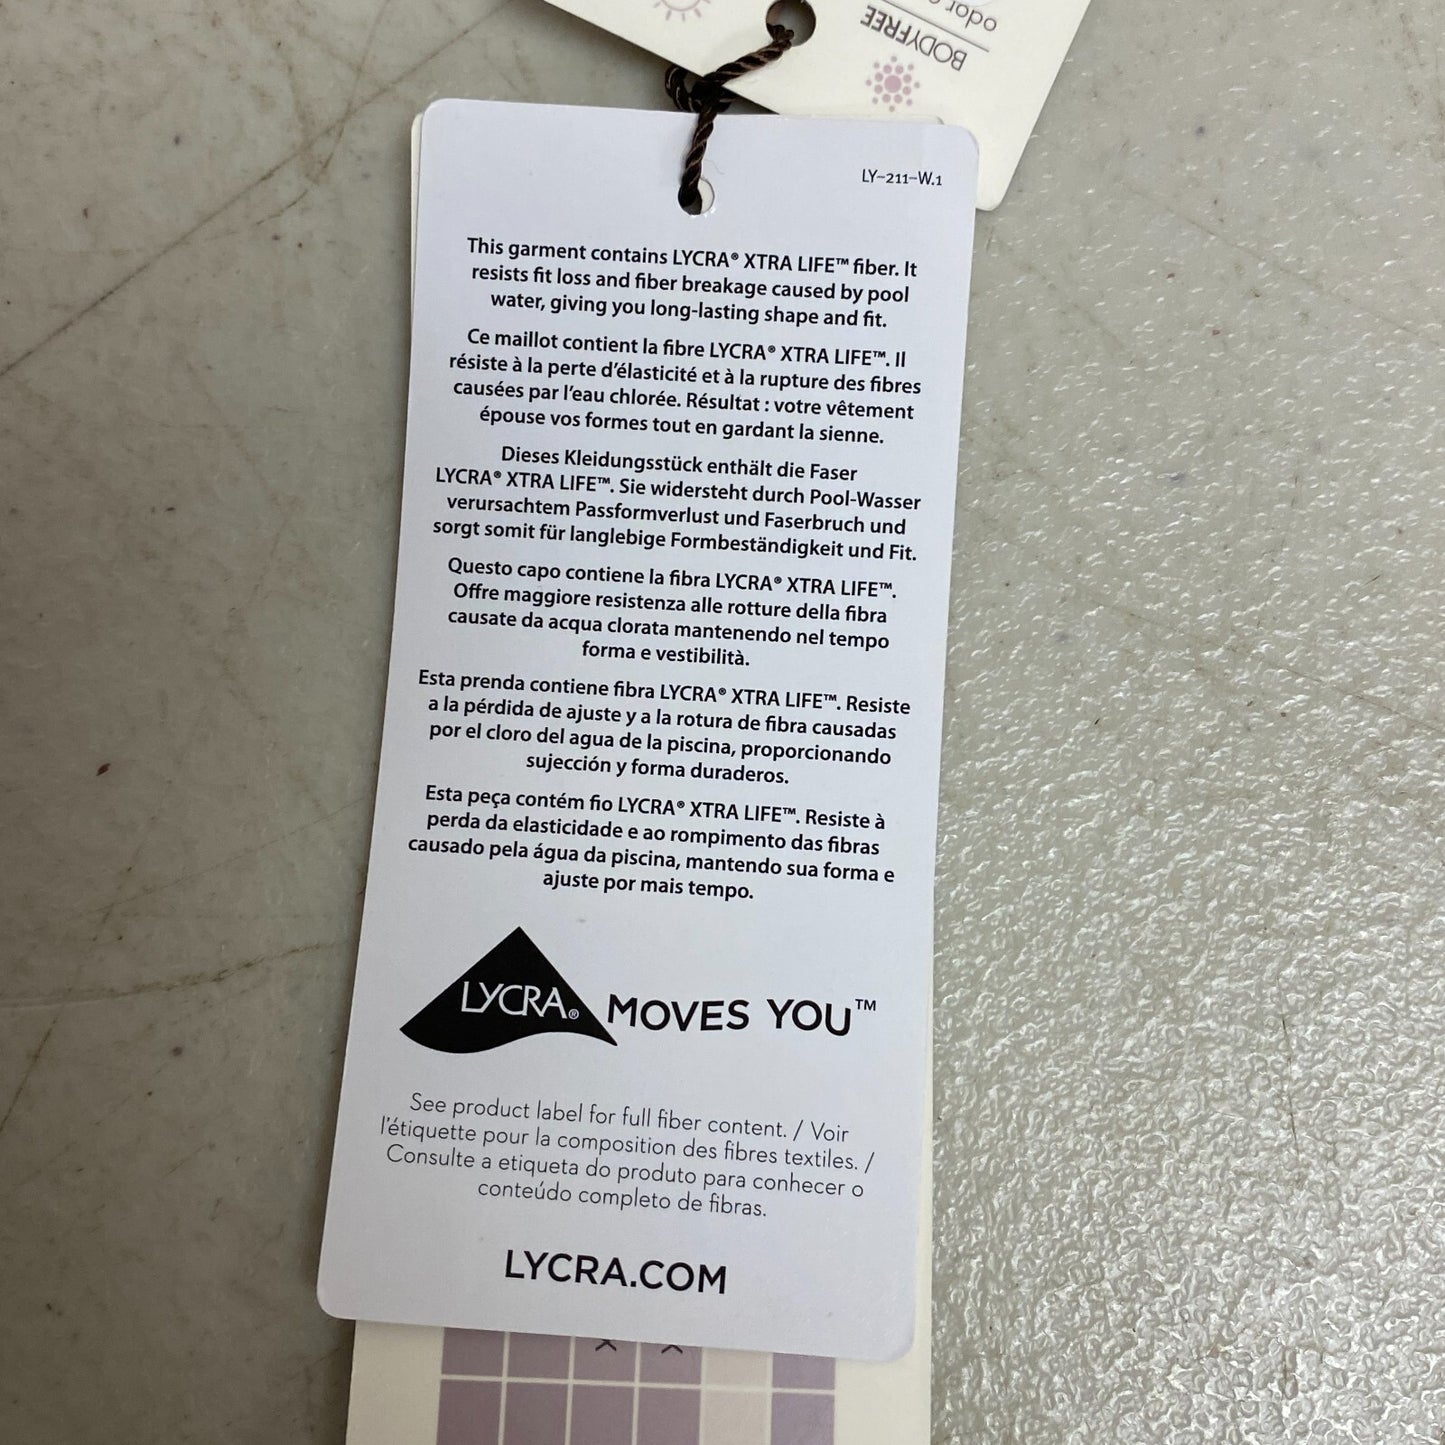 odor
BODYFREE
LY-211-W.1
This garment contains LYCRA® XTRA LIFE™ fiber. It
resists fit loss and fiber breakage caused by pool
water, giving you long-lasting shape and fit.
Ce maillot contient la fibre LYCRA® XTRA LIFE™. Il
résiste à la perte d'élasticité et à la rupture des fibres
causées par l'eau chlorée. Résultat : votre vêtement
épouse vos formes tout en gardant la sienne.
Dieses Kleidungsstück enthält die Faser
LYCRA® XTRA LIFE™. Sie widersteht durch Pool-Wasser
verursachtem Passformverlust und Faserbruch und
sorgt somit für langlebige Formbeständigkeit und Fit.
Questo capo contiene la fibra LYCRA® XTRA LIFE™.
Offre maggiore resistenza alle rotture della fibra
causate da acqua clorata mantenendo nel tempo
forma e vestibilità.
Esta prenda contiene fibra LYCRA® XTRA LIFE™. Resiste
a la pérdida de ajuste y a la rotura de fibra causadas
por el cloro del agua de la piscina, proporcionando
sujección y forma duraderos.
Esta peça contém fio LYCRA® XTRA LIFE™. Resiste à
perda da elasticidade e ao rompimento das fibras
causado pela água da piscina, mantendo sua forma e
ajuste por mais tempo.
LYCRA® MOVES YOU™
See product label for full fiber content. / Voir
l'étiquette pour la composition des fibres textiles. /
Consulte a etiqueta do produto para conhecer o
conteúdo completo de fibras.
LYCRA.COM